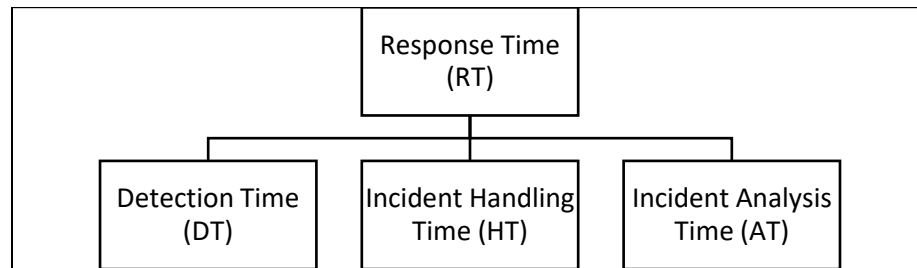 Response Time
(RT)
Detection Time
(DT)
Incident Handling
Time (HT)
Incident Analysis
Time (AT)